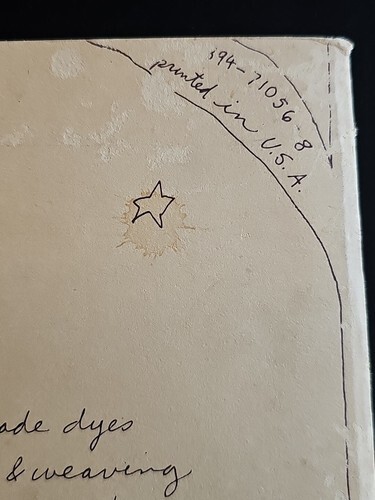 394-71056-8
printed in U.S.A.
ade dyes
& weaving